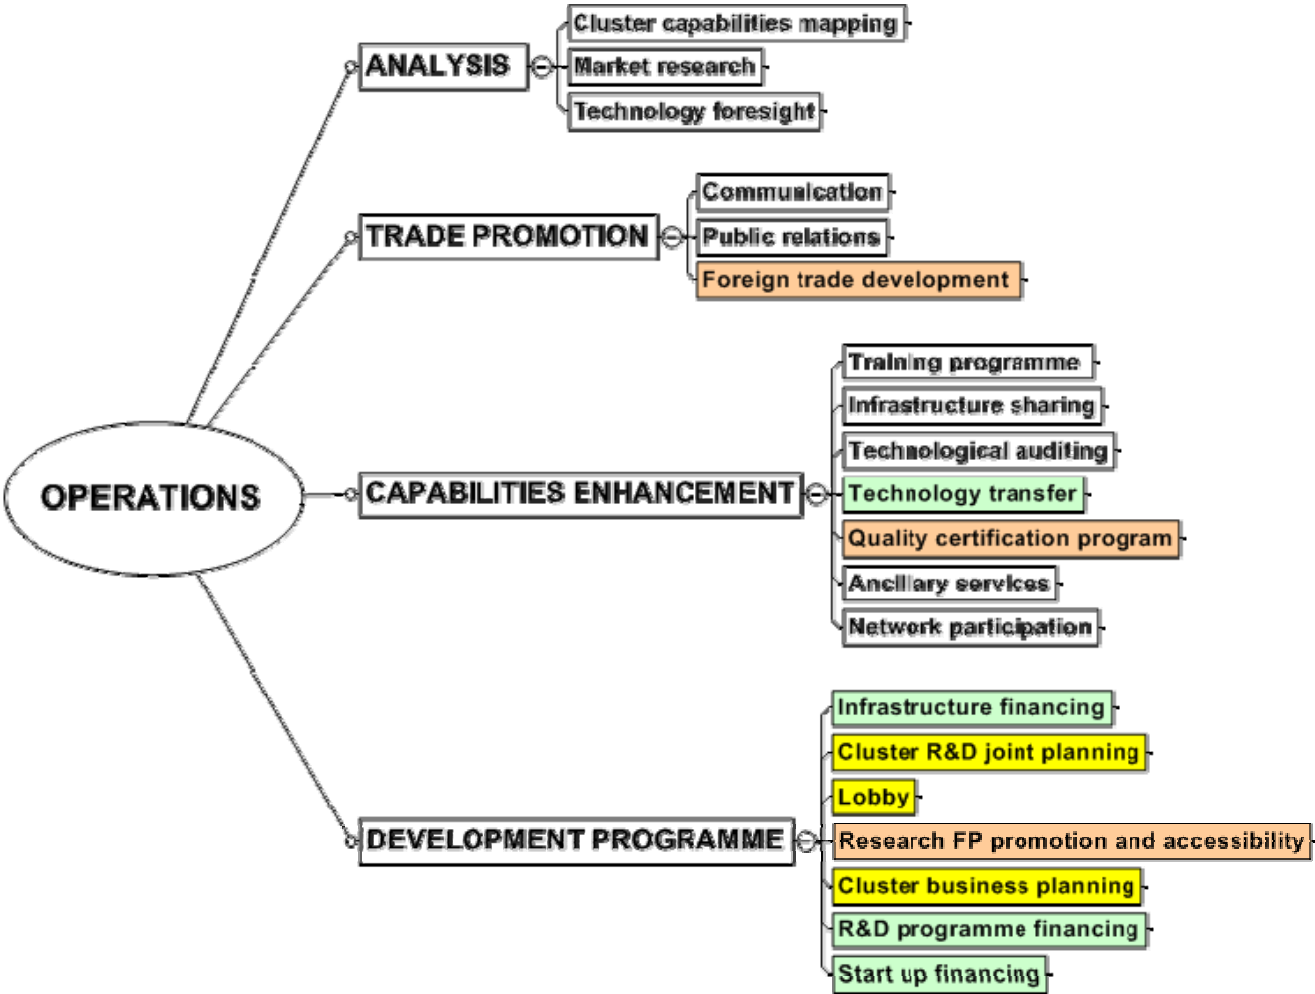 Cluster capabilities mapping
ANALYSIS
Market research
Technology foresight
Communication
TRADE PROMOTION
Public relations
Foreign trade development
Training programme
Infrastructure sharing
Technological auditing
OPERATIONS
CAPABILITIES ENHANCEMENT
Technology transfer
Quality certification program
Ancillary services
Network participation
Infrastructure financing
Cluster R&D joint planning
Lobby
DEVELOPMENT PROGRAMME
Research FP promotion and accessibility
Cluster business planning
R&D programme financing
Start up financing